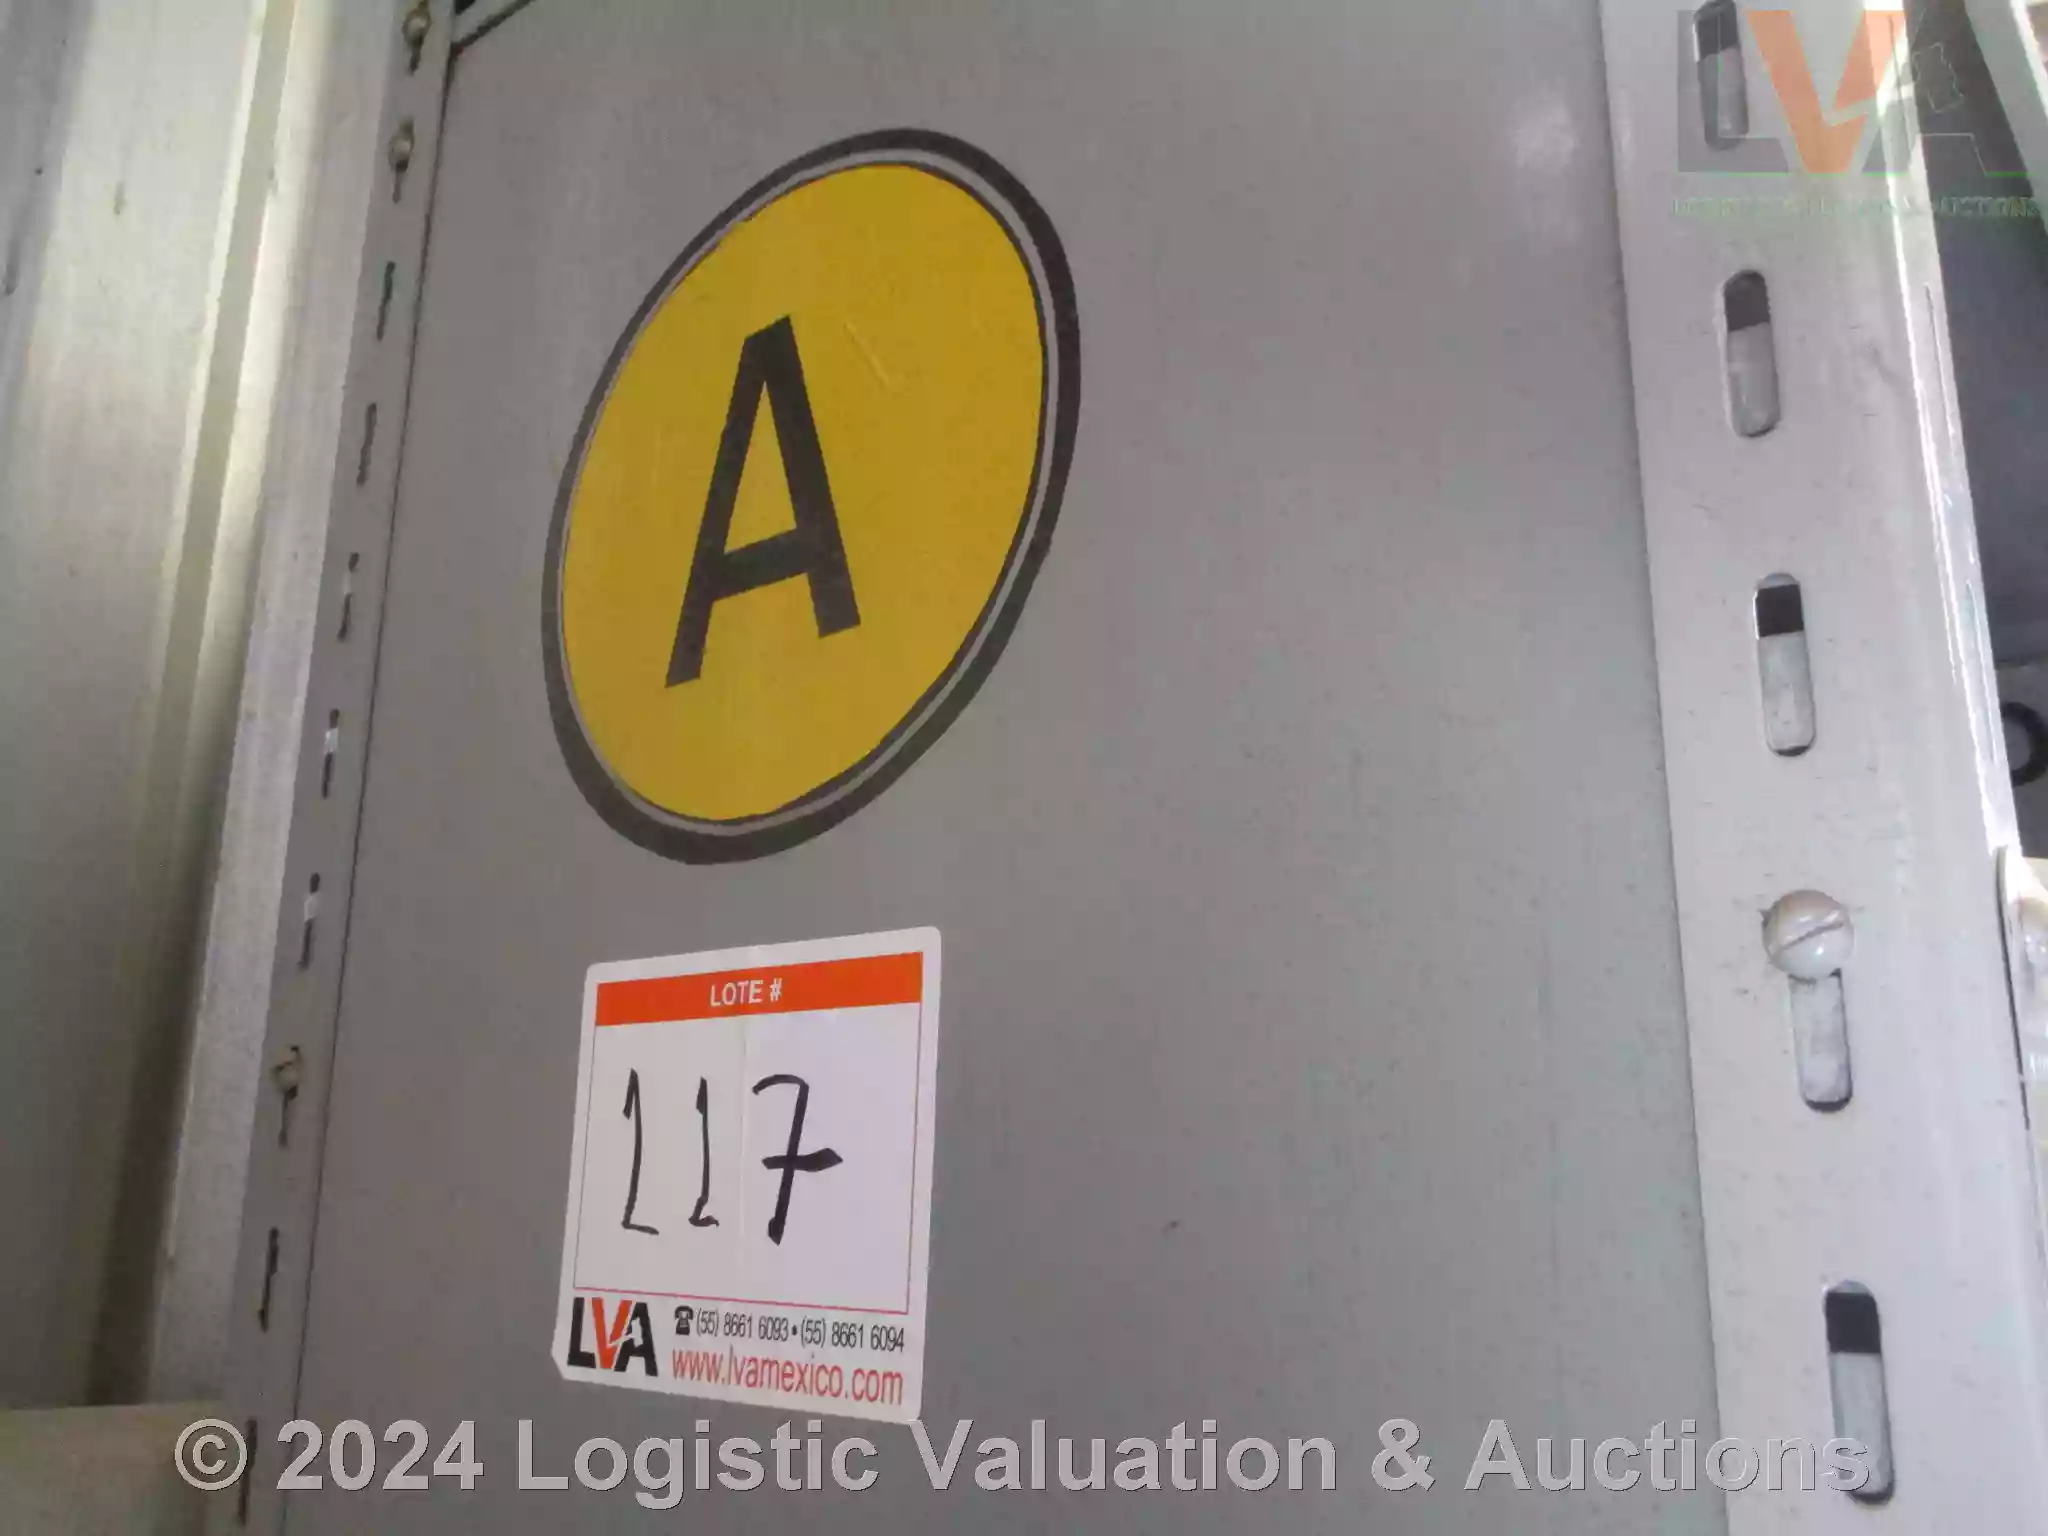 LVA
A
LOTE #
117
LVA
☎(55) 8661 6093 • (55) 8661 6094
www.lvamexico.com
© 2024 Logistic Valuation & Auctions